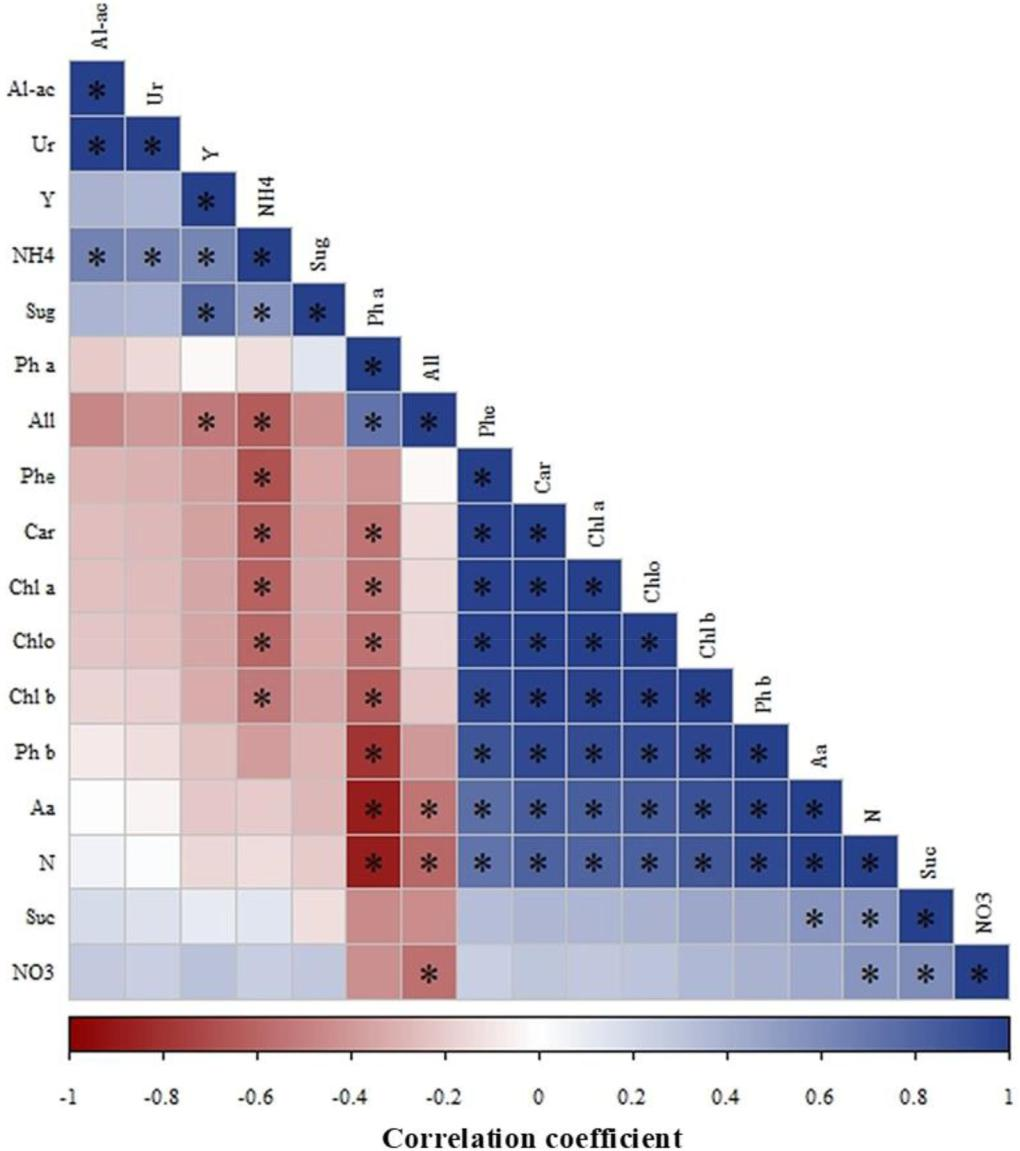 Al-ac
Al-ac * Ur
Ur * * Y
Y * NH4
NH4 * * * * Sug
Sug * * * Ph a
Ph a * All
All * * * * Phe
Phe * * Car
Car * * * * Chl a
Chl a * * * * * Chlo
Chlo * * * * * * Chl b
Chl b * * * * * * * Ph b
Ph b * * * * * * * Aa
Aa * * * * * * * * * N
N * * * * * * * * * * Suc
Suc * * * NO3
NO3 * * * *
-1 -0.8 -0.6 -0.4 -0.2 0 0.2 0.4 0.6 0.8 1
Correlation coefficient